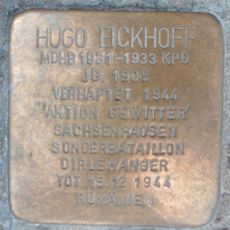 HUGO EICKHOFF
MDHB 1931-1933 KPD
JG. 1906
VERHAFTET 1944
'AKTION GEWITTER'
SACHSENHAUSEN
SONDERBATAILLON
DIRLEWANGER
TOT 15.12.1944
RUMÄNIEN